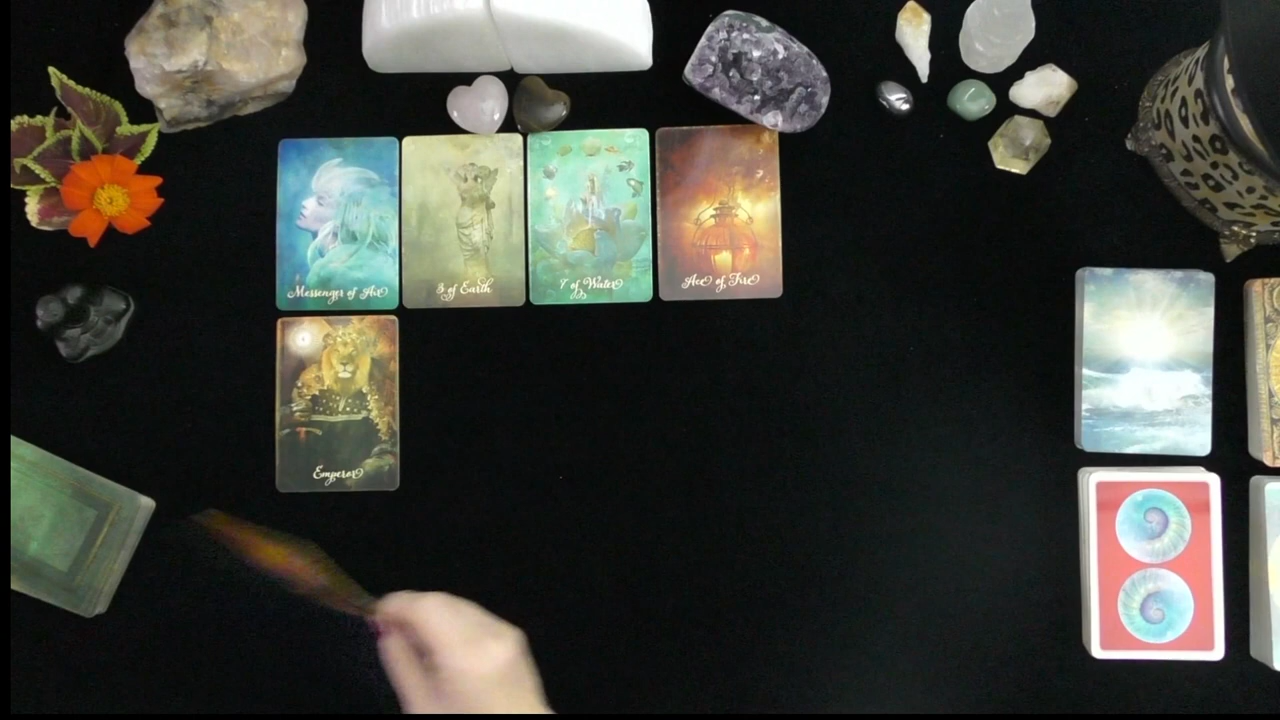 Messenger of Air
3 of Earth
7 of Water
Ace of Fire
Emperor